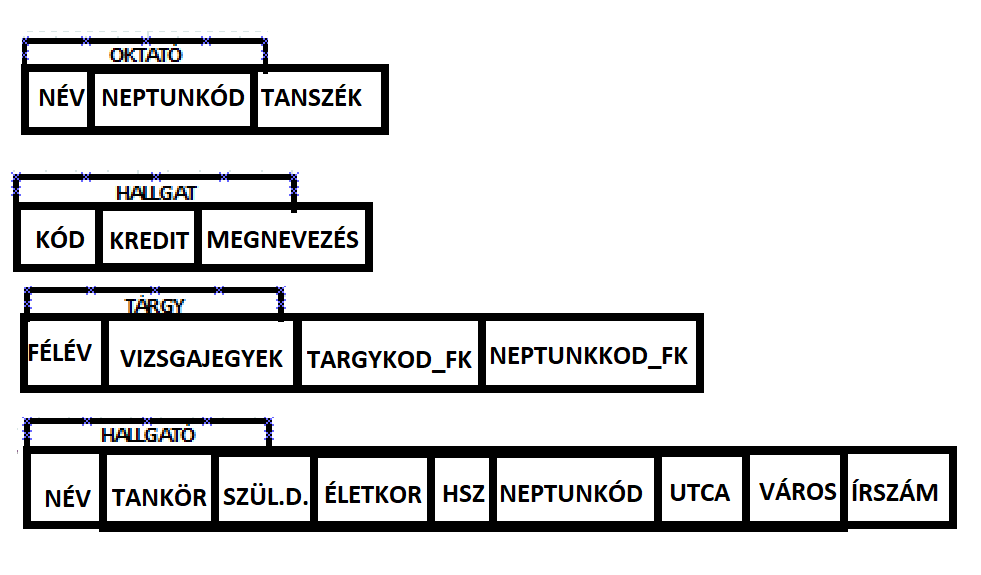 OKTATÓ
NÉV NEPTUNKÓD TANSZÉK
HALLGAT
KÓD KREDIT MEGNEVEZÉS
TÁRGY
FÉLÉV VIZSGAJEGYEK TARGYKOD_FK NEPTUNKKOD_FK
HALLGATÓ
NÉV TANKÖR SZÜL.D. ÉLETKOR HSZ NEPTUNKÓD UTCA VÁROS ÍRSZÁM